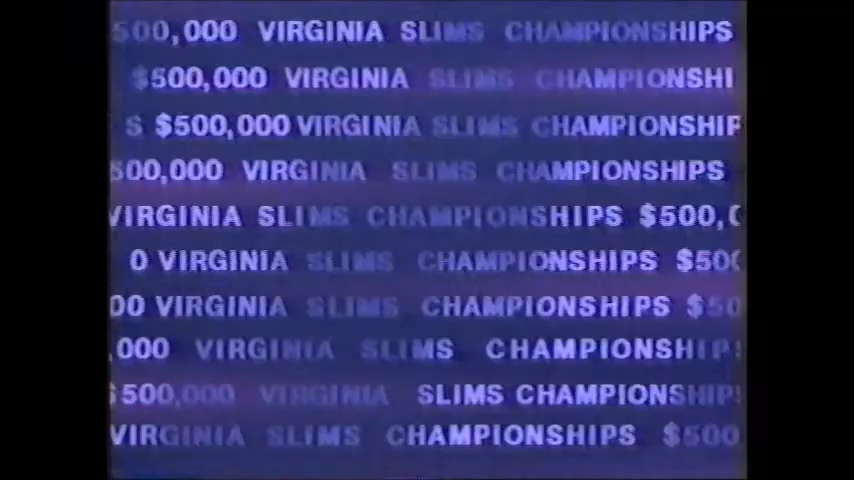 500,000 VIRGINIA SLIMS CHAMPIONSHIPS
$500,000 VIRGINIA SLIMS CHAMPIONSHI
S $500,000 VIRGINIA SLIMS CHAMPIONSHIP
500,000 VIRGINIA SLIMS CHAMPIONSHIPS
VIRGINIA SLIMS CHAMPIONSHIPS $500,0
0 VIRGINIA SLIMS CHAMPIONSHIPS $500
00 VIRGINIA SLIMS CHAMPIONSHIPS $50
,000 VIRGINIA SLIMS CHAMPIONSHIPS
$500,000 VIRGINIA SLIMS CHAMPIONSHIPS
VIRGINIA SLIMS CHAMPIONSHIPS $500